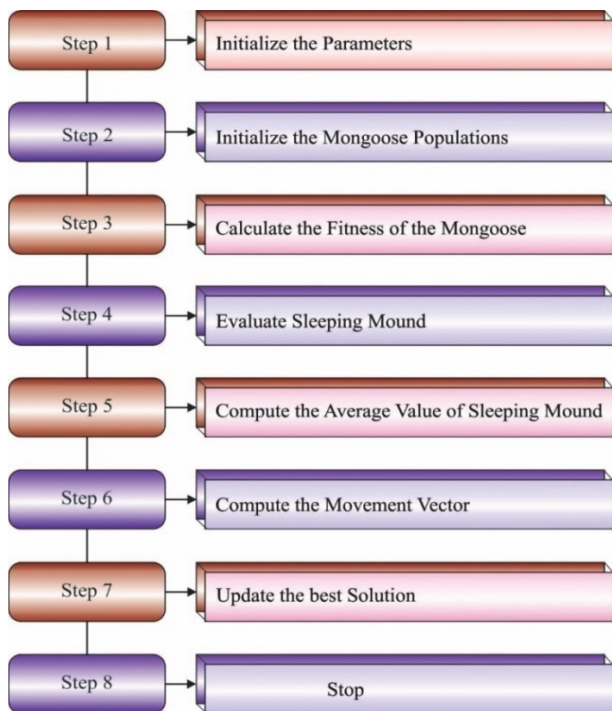 Step 1
Initialize the Parameters
Step 2
Initialize the Mongoose Populations
Step 3
Calculate the Fitness of the Mongoose
Step 4
Evaluate Sleeping Mound
Step 5
Compute the Average Value of Sleeping Mound
Step 6
Compute the Movement Vector
Step 7
Update the best Solution
Step 8
Stop